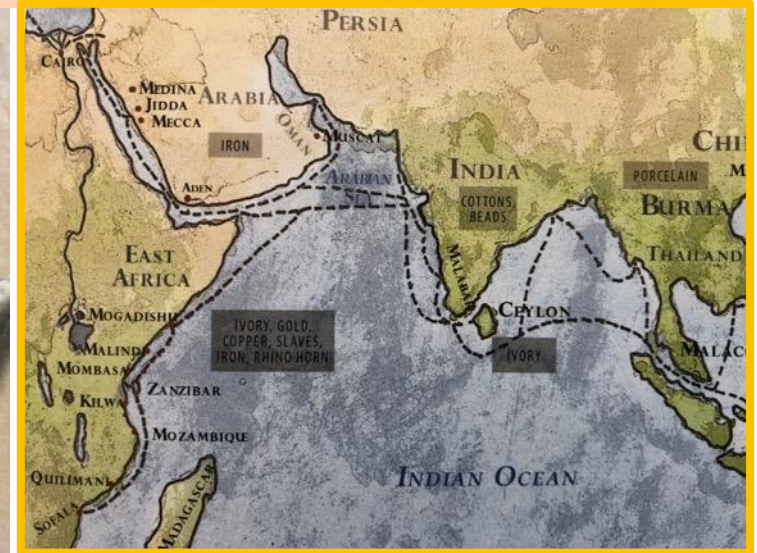 PERSIA
CAIRO
MEDINA
JIDDA
MECCA
ARABIA
OMAN
MUSCAT
IRON
ADEN
ARABIAN
INDIA
COTTONS,
BEADS
MALABAR
CEYLON
IVORY
PORCELAIN
BURMA
THAILAND
EAST
AFRICA
MOGADISHU
MALINDI
MOMBASA
KILWA
ZANZIBAR
MOZAMBIQUE
QUILIMANI
SOFALA
MADAGASCAR
IVORY, GOLD,
COPPER, SLAVES,
IRON, RHINO HORN
INDIAN OCEAN